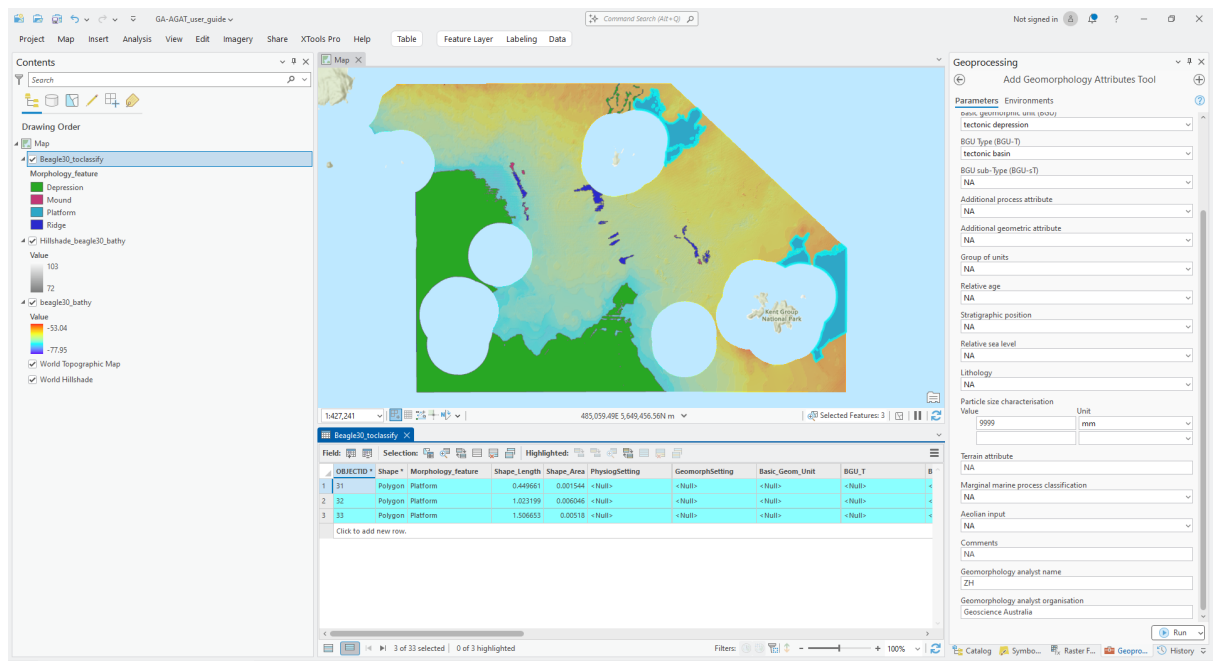 GA-AGAT_user_guide
Command Search (Alt+Q)
Not signed in
?
Project Map Insert Analysis View Edit Imagery Share XTools Pro Help Table Feature Layer Labeling Data
Contents
Search
Drawing Order
Map
Beagle30_toclassify
Morphology_feature
Depression
Mound
Platform
Ridge
Hillshade_beagle30_bathy
Value
103
72
beagle30_bathy
Value
-53.04
-77.95
World Topographic Map
World Hillshade
Map
Kent Group
National Park
1:427,241
485,059.49E 5,649,456.56N m
Selected Features: 3
Beagle30_toclassify
Field: Selection: Highlighted:
OBJECTID * Shape * Morphology_feature Shape_Length Shape_Area PhysiogSetting GeomorphSetting Basic_Geom_Unit BGU_T B
1 31 Polygon Platform 0.449661 0.001544 <Null> <Null> <Null> <Null> <
2 32 Polygon Platform 1.023199 0.006046 <Null> <Null> <Null> <Null> <
3 33 Polygon Platform 1.506653 0.00518 <Null> <Null> <Null> <Null> <
Click to add new row.
3 of 33 selected 0 of 3 highlighted
Filters: - + 100%
Geoprocessing
Add Geomorphology Attributes Tool
Parameters Environments
?
Basic geomorphic unit (BGU)
tectonic depression
BGU Type (BGU-T)
tectonic basin
BGU sub-Type (BGU-sT)
NA
Additional process attribute
NA
Additional geometric attribute
NA
Group of units
NA
Relative age
NA
Stratigraphic position
NA
Relative sea level
NA
Lithology
NA
Particle size characterisation
Value Unit
9999 mm
Terrain attribute
NA
Marginal marine process classification
NA
Aeolian input
NA
Comments
NA
Geomorphology analyst name
ZH
Geomorphology analyst organisation
Geoscience Australia
Run
Catalog Symbo... Raster F... Geopro... History